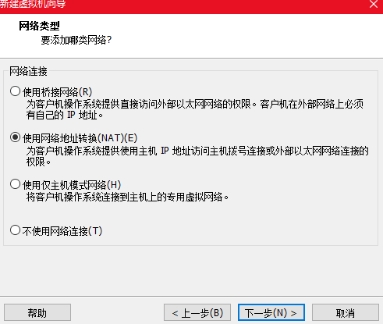 新建虚拟机向导
网络类型
要添加哪类网络?
网络连接
使用桥接网络(R)
为客户机操作系统提供直接访问外部以太网网络的权限。客户机在外部网络上必须
有自己的 IP 地址。
使用网络地址转换(NAT)(E)
为客户机操作系统提供使用主机 IP 地址访问主机拨号连接或外部以太网网络连接的
权限。
使用仅主机模式网络(H)
将客户机操作系统连接到主机上的专用虚拟网络。
不使用网络连接(T)
帮助
< 上一步(B)
下一步(N) >
取消